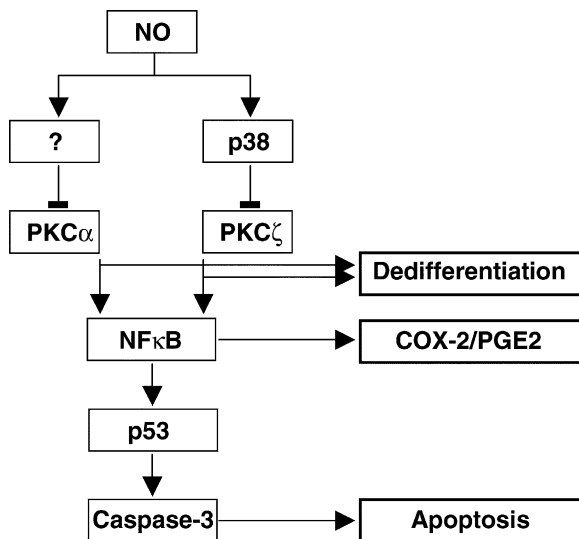 NO
?
p38
PKCα
PKCζ
Dedifferentiation
NFκB
COX-2/PGE2
p53
Caspase-3
Apoptosis